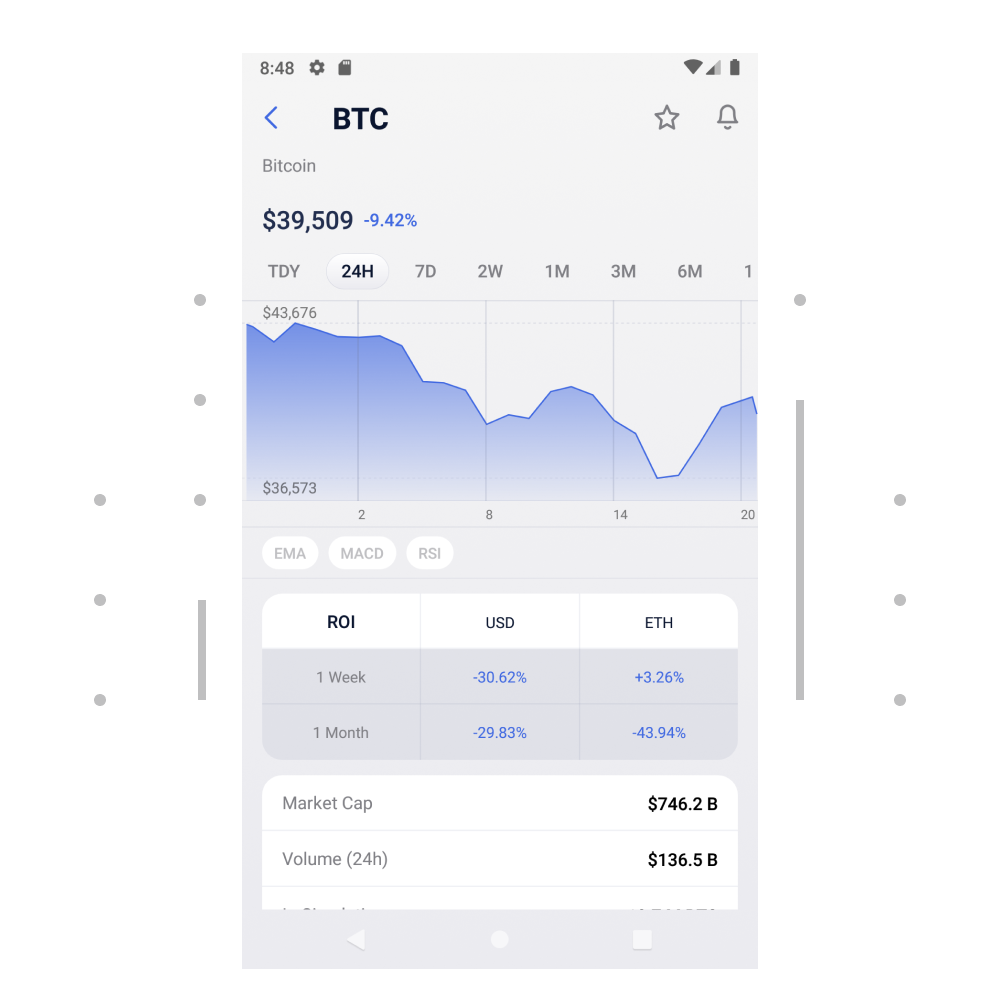 8:48
BTC
Bitcoin
$39,509 -9.42%
TDY 24H 7D 2W 1M 3M 6M 1
$43,676
$36,573
2 8 14 20
EMA MACD RSI
ROI USD ETH
1 Week -30.62% +3.26%
1 Month -29.83% -43.94%
Market Cap $746.2 B
Volume (24h) $136.5 B